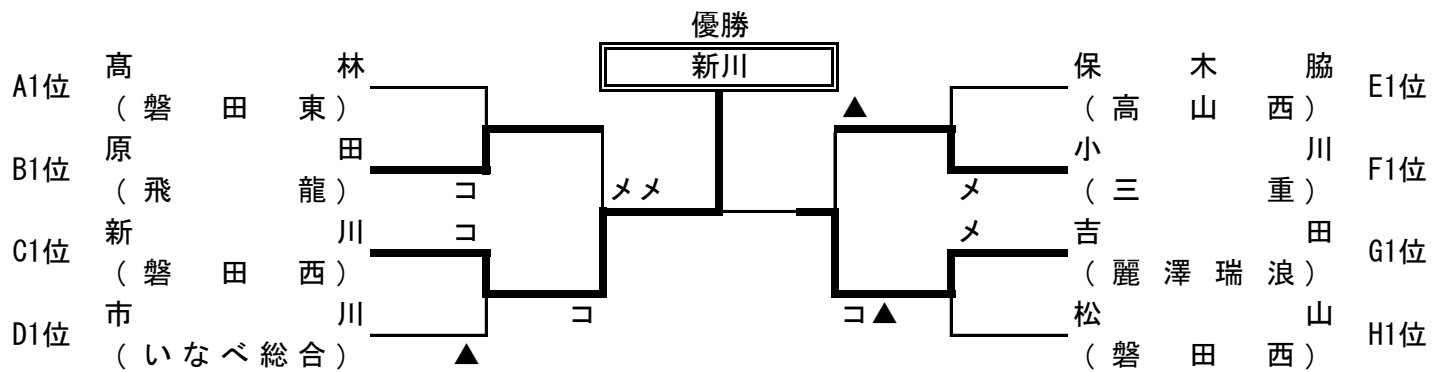 優勝
新川
A1位 髙林
(磐田東)
B1位 原田
(飛龍) コ
C1位 新川 コ
(磐田西)
D1位 市川 コ
(いなべ総合) ▲
メメ
▲
保木脇 E1位
(高山西)
小川 F1位
メ (三重)
メ 吉田 G1位
(麗澤瑞浪)
コ▲ 松山 H1位
(磐田西)